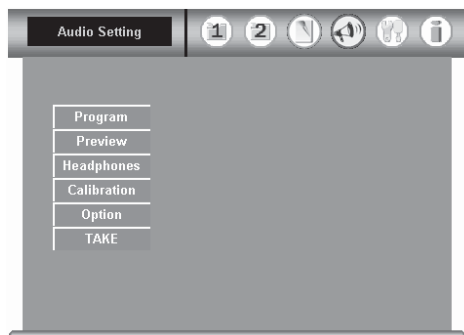 Audio Setting
1
2
i
Program
Preview
Headphones
Calibration
Option
TAKE